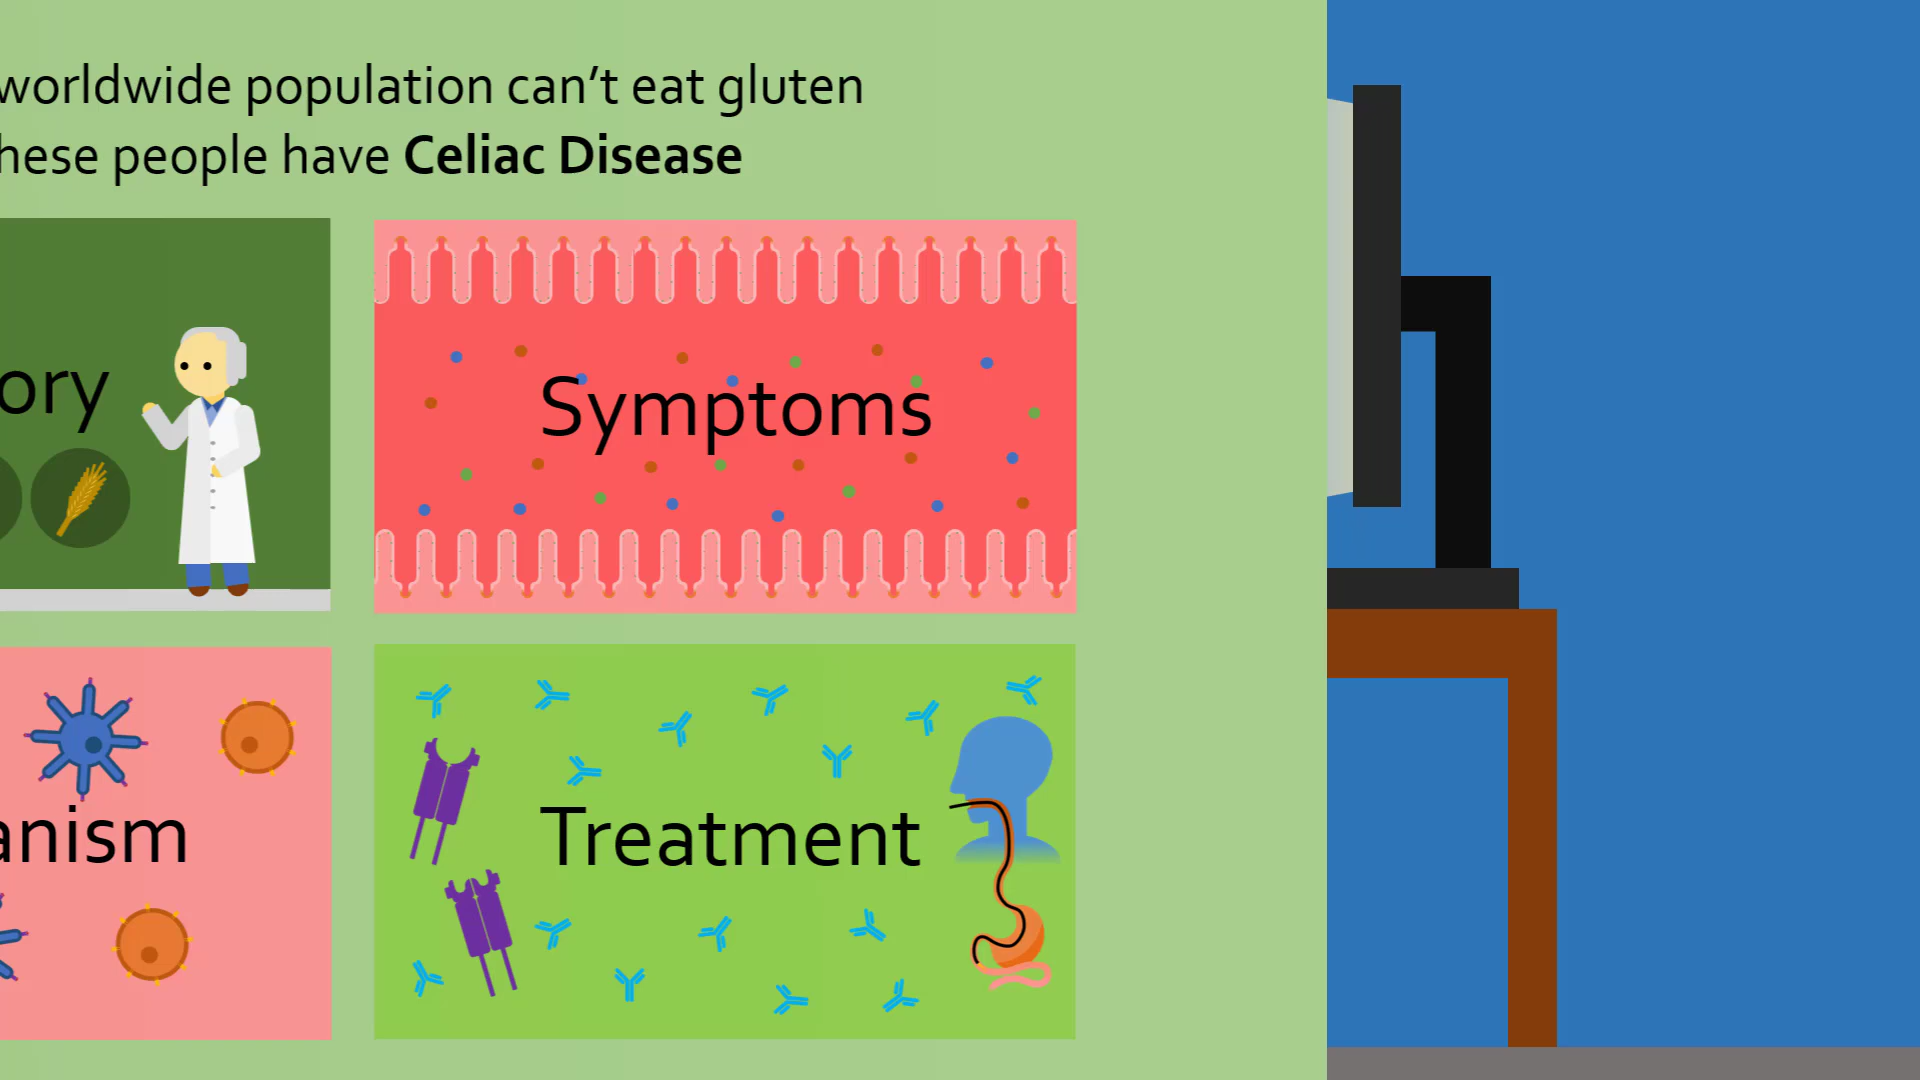 worldwide population can't eat gluten
hese people have Celiac Disease
ory
Symptoms
anism
Treatment